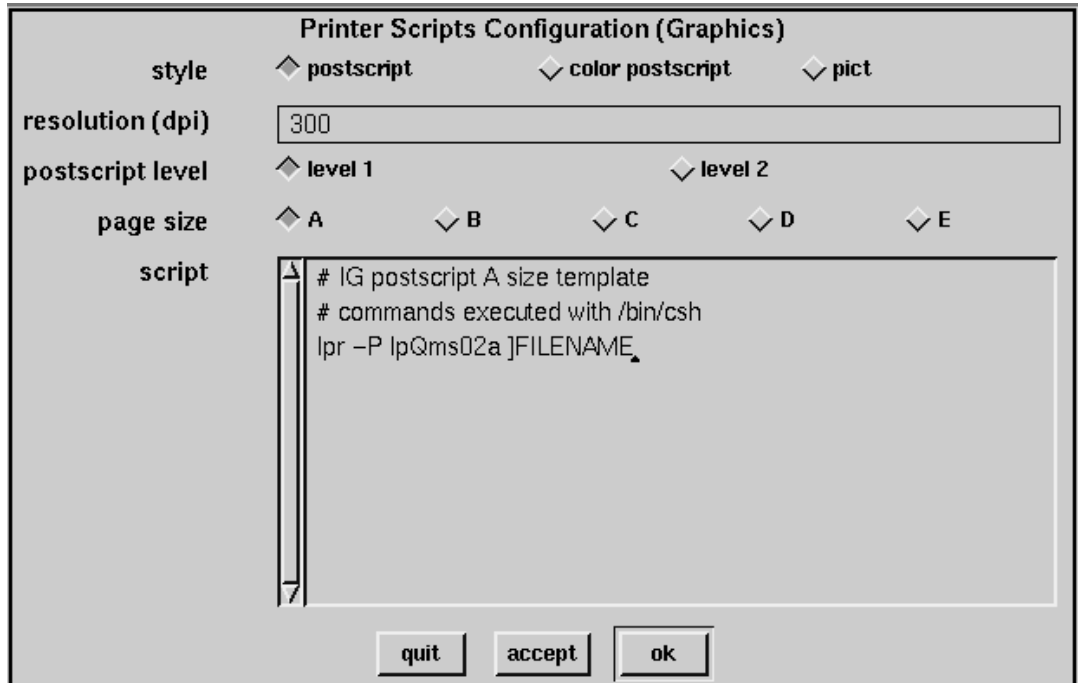 Printer Scripts Configuration (Graphics)
style postscript color postscript pict
resolution (dpi) 300
postscript level level 1 level 2
page size A B C D E
script # IG postscript A size template
# commands executed with /bin/csh
lpr –P lpQms02a ]FILENAME
quit accept ok